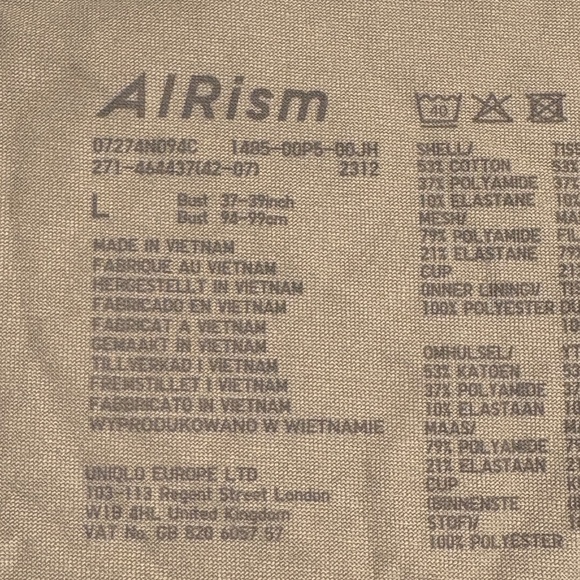 AIRism
07274N094C 1485-00P5-00JH
271-464437(42-07) 2312
L
Bust 37-39inch
Bust 94-99cm
MADE IN VIETNAM
FABRIQUE AU VIETNAM
HERGESTELLT IN VIETNAM
FABRICADO EN VIETNAM
FABRICAT A VIETNAM
GEMAAKT IN VIETNAM
TILLVERKAD I VIETNAM
FREMSTILLET I VIETNAM
FABBRICATO IN VIETNAM
WYPRODUKOWANO W WIETNAMIE
UNIQLO EUROPE LTD
103-113 Regent Street London
W1B 4HL United Kingdom
VAT No. GB 820 6057 57
40
SHELL/
53% COTTON
37% POLYAMIDE
10% ELASTANE
MESH/
79% POLYAMIDE
21% ELASTANE
CUP
(INNER LINING)/
100% POLYESTER
OMHULSEL/
53% KATOEN
37% POLYAMIDE
10% ELASTAAN
MAAS/
79% POLYAMIDE
21% ELASTAAN
CUP
(BINNENSTE
STOF)/
100% POLYESTER